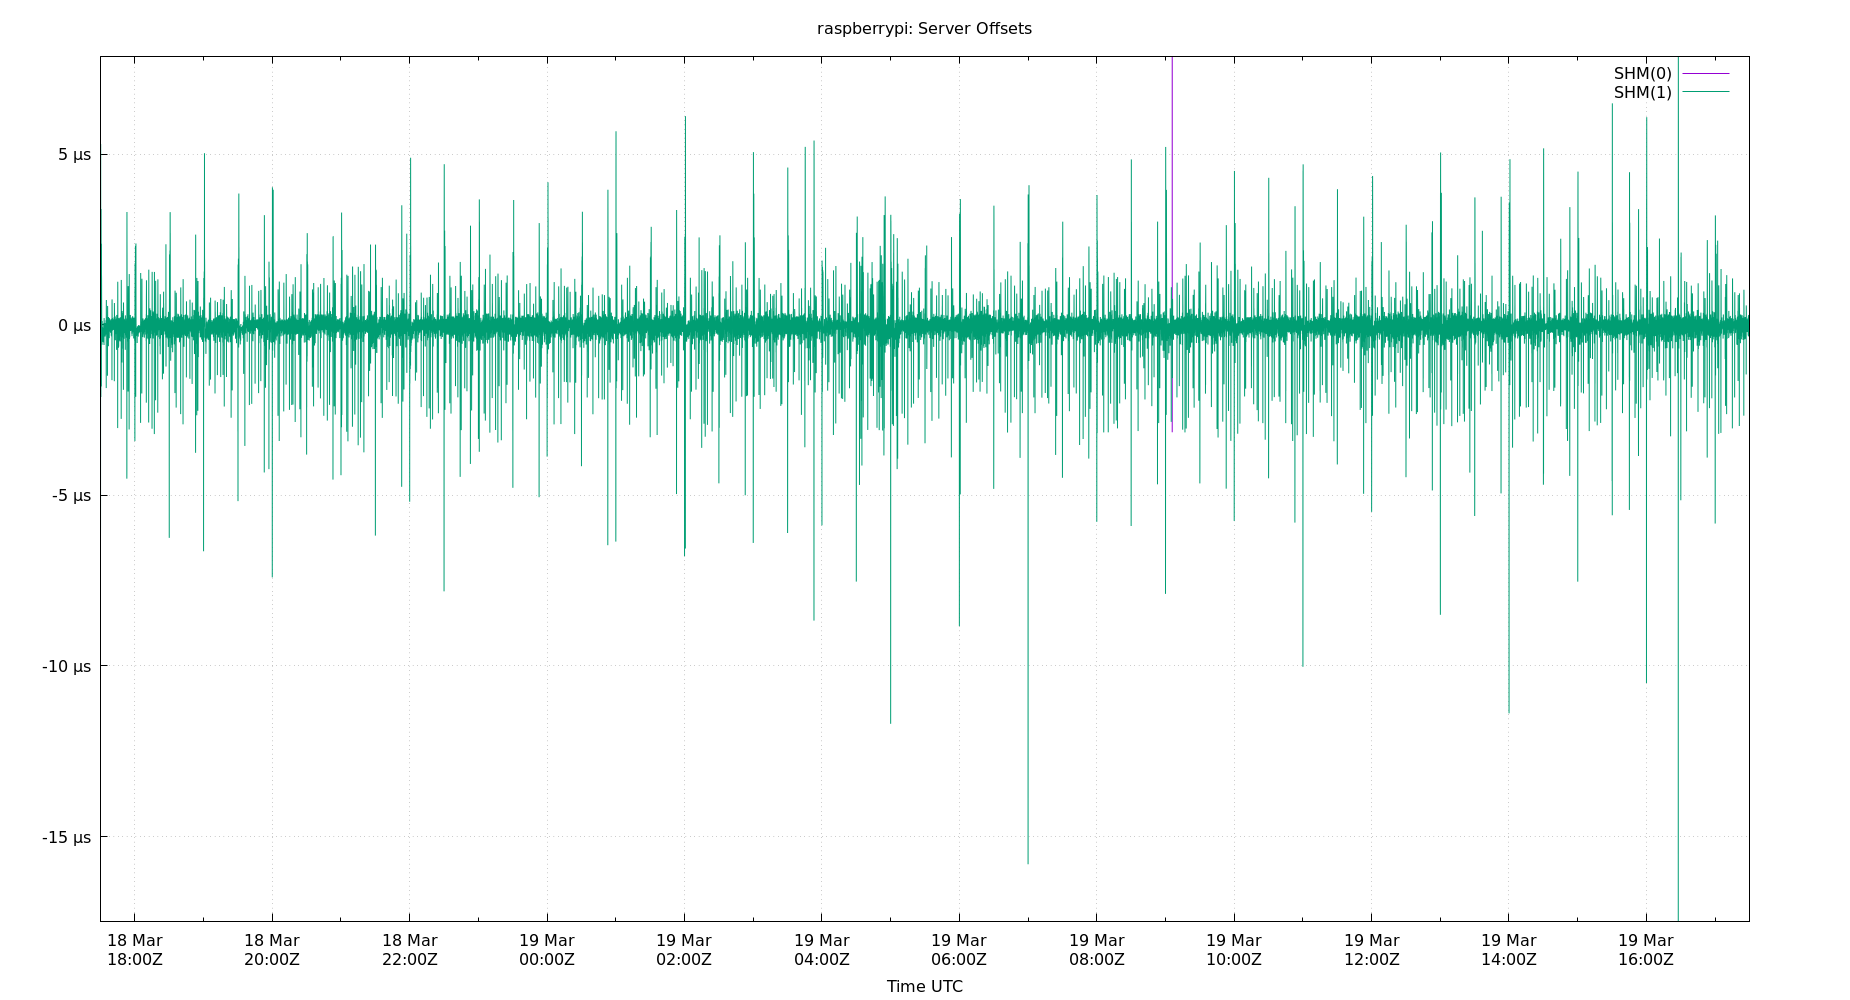 raspberrypi: Server Offsets
SHM(0)
SHM(1)
5 µs
0 µs
-5 µs
-10 µs
-15 µs
18 Mar 18 Mar 18 Mar 19 Mar 19 Mar 19 Mar 19 Mar 19 Mar 19 Mar 19 Mar 19 Mar 19 Mar
18:00Z 20:00Z 22:00Z 00:00Z 02:00Z 04:00Z 06:00Z 08:00Z 10:00Z 12:00Z 14:00Z 16:00Z
Time UTC